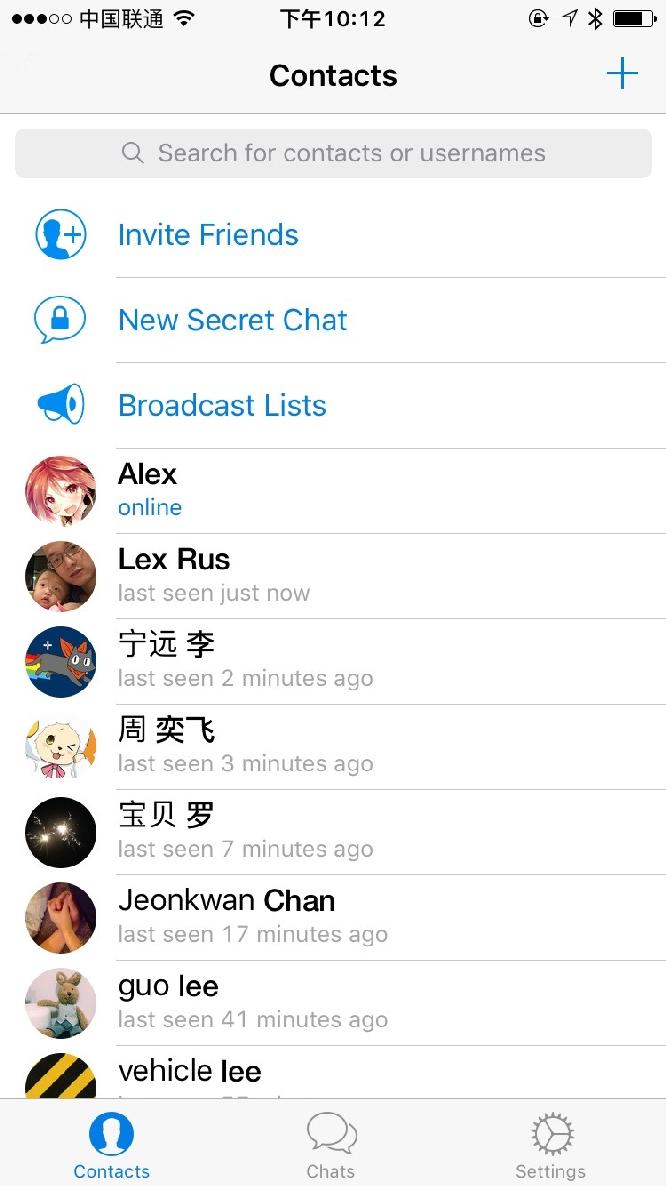 中国联通
下午10:12
Contacts
Search for contacts or usernames
Invite Friends
New Secret Chat
Broadcast Lists
Alex
online
Lex Rus
last seen just now
宁远 李
last seen 2 minutes ago
周 奕飞
last seen 3 minutes ago
宝贝 罗
last seen 7 minutes ago
Jeonkwan Chan
last seen 17 minutes ago
guo lee
last seen 41 minutes ago
vehicle lee
Contacts
Chats
Settings